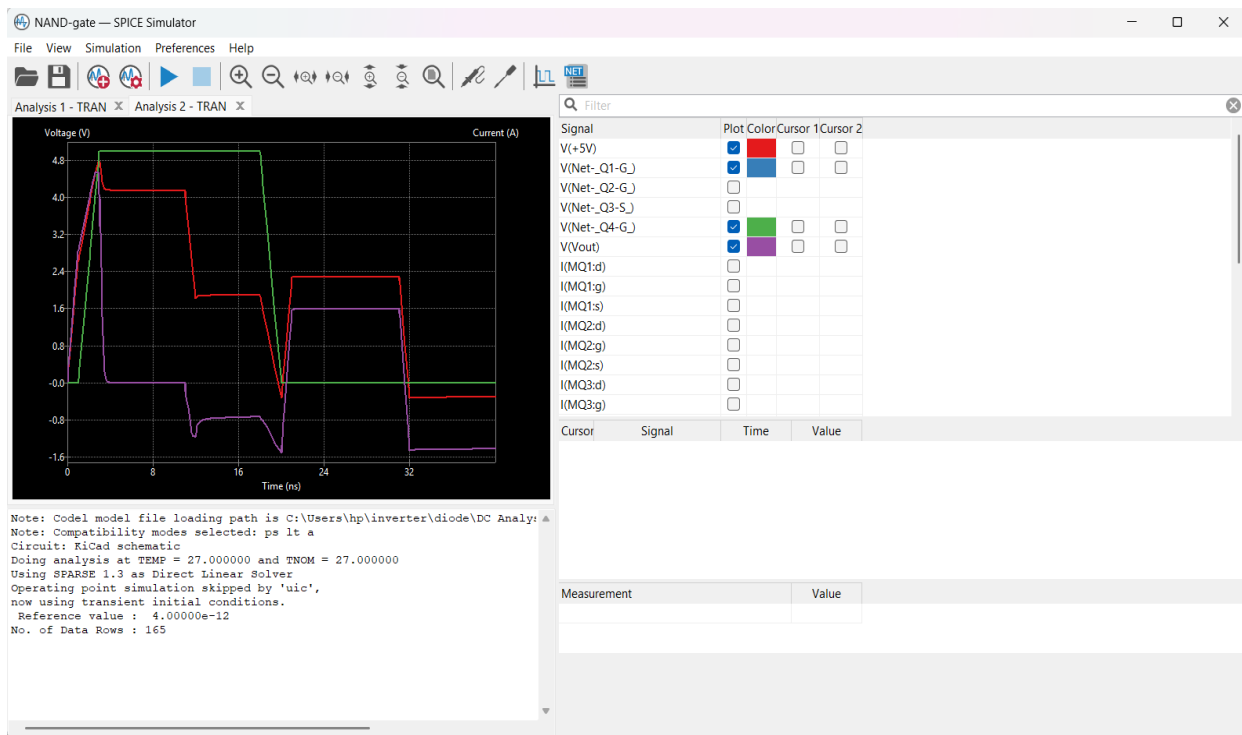 NAND-gate — SPICE Simulator
File View Simulation Preferences Help
NET
Analysis 1 - TRAN
Analysis 2 - TRAN
Voltage (V)
Current (A)
4.8
4.0
3.2
2.4
1.6
0.8
-0.0
-0.8
-1.6
0 8 16 24 32
Time (ns)
Note: Codel model file loading path is C:\Users\hp\inverter\diode\DC Analy
Note: Compatibility modes selected: ps lt a
Circuit: KiCad schematic
Doing analysis at TEMP = 27.000000 and TNOM = 27.000000
Using SPARSE 1.3 as Direct Linear Solver
Operating point simulation skipped by 'uic',
now using transient initial conditions.
Reference value : 4.00000e-12
No. of Data Rows : 165
Filter
Signal Plot Color Cursor 1 Cursor 2
V(+5V)
V(Net-_Q1-G_)
V(Net-_Q2-G_)
V(Net-_Q3-S_)
V(Net-_Q4-G_)
V(Vout)
I(MQ1:d)
I(MQ1:g)
I(MQ1:s)
I(MQ2:d)
I(MQ2:g)
I(MQ2:s)
I(MQ3:d)
I(MQ3:g)
Cursor Signal Time Value
Measurement Value